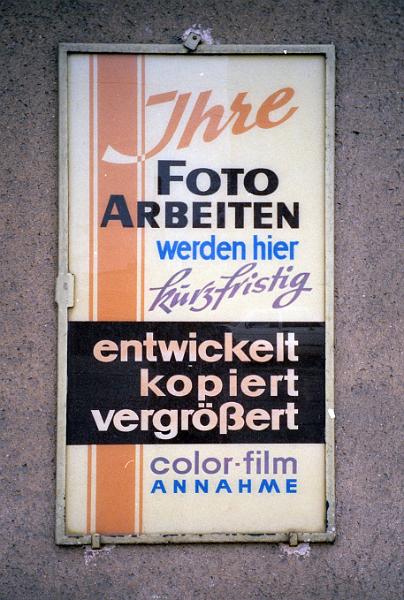 Ihre
FOTO
ARBEITEN
werden hier
kurzfristig
entwickelt
kopiert
vergrößert
color-film
ANNAHME